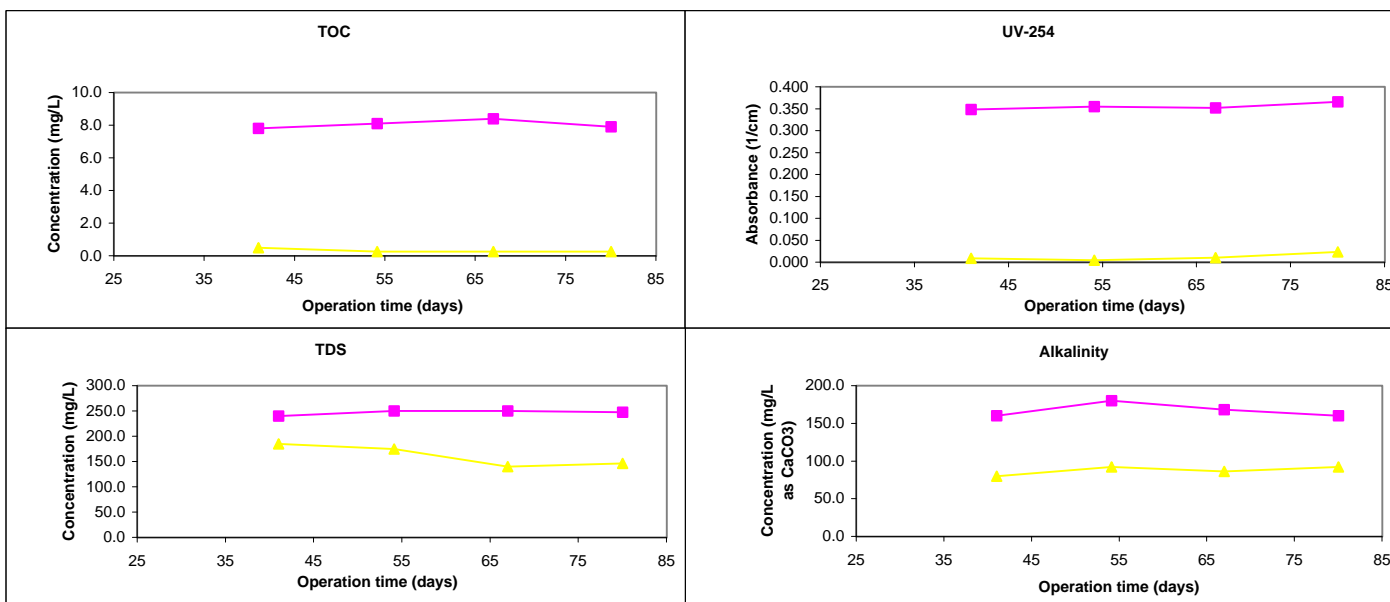 TOC
Concentration (mg/L)
10.0
8.0
6.0
4.0
2.0
0.0
25 35 45 55 65 75 85
Operation time (days)
UV-254
Absorbance (1/cm)
0.400
0.350
0.300
0.250
0.200
0.150
0.100
0.050
0.000
25 35 45 55 65 75 85
Operation time (days)
TDS
Concentration (mg/L)
300.0
250.0
200.0
150.0
100.0
50.0
0.0
25 35 45 55 65 75 85
Operation time (days)
Alkalinity
Concentration (mg/L
as CaCO3)
200.0
150.0
100.0
50.0
0.0
25 35 45 55 65 75 85
Operation time (days)